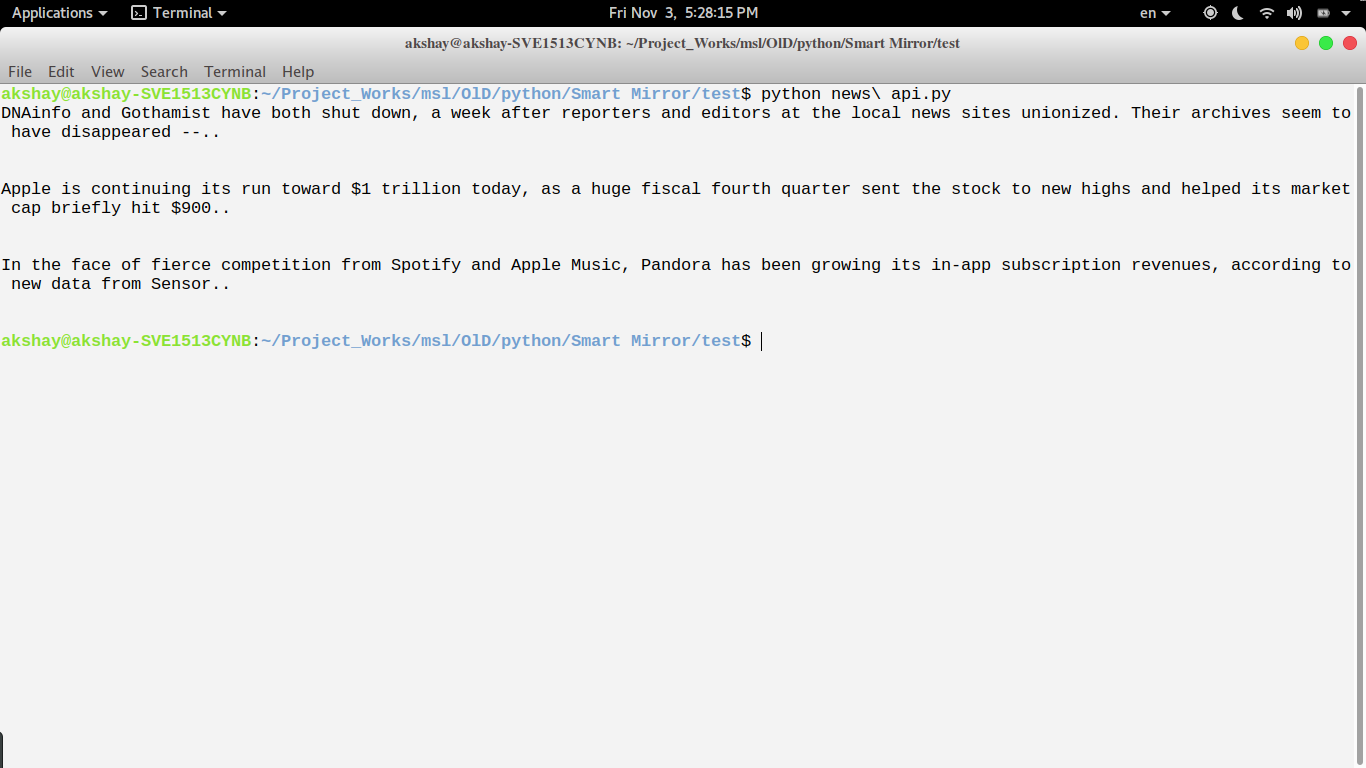 Applications Terminal Fri Nov 3, 5:28:15 PM en
akshay@akshay-SVE1513CYNB: ~/Project_Works/msl/OlD/python/Smart Mirror/test
File Edit View Search Terminal Help
akshay@akshay-SVE1513CYNB:~/Project_Works/msl/OlD/python/Smart Mirror/test$ python news\ api.py
DNAinfo and Gothamist have both shut down, a week after reporters and editors at the local news sites unionized. Their archives seem to
have disappeared --..
Apple is continuing its run toward $1 trillion today, as a huge fiscal fourth quarter sent the stock to new highs and helped its market
cap briefly hit $900..
In the face of fierce competition from Spotify and Apple Music, Pandora has been growing its in-app subscription revenues, according to
new data from Sensor..
akshay@akshay-SVE1513CYNB:~/Project_Works/msl/OlD/python/Smart Mirror/test$